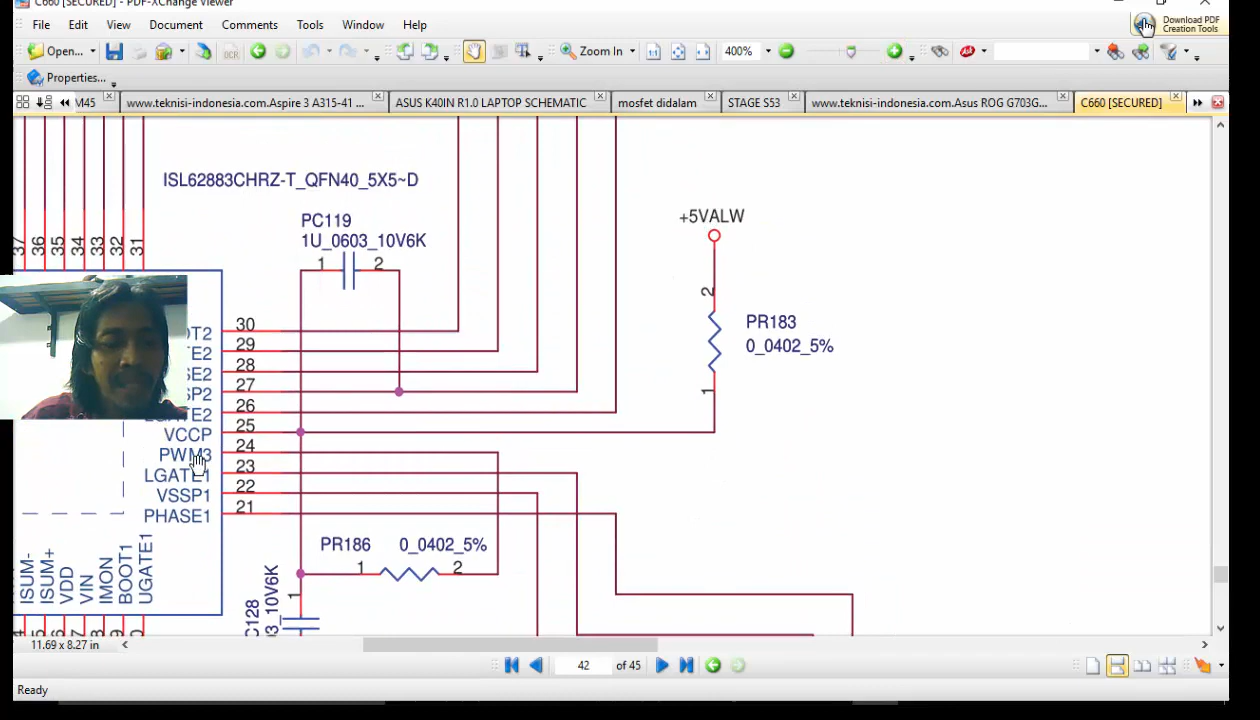 C660 [SECURED] - PDF-XChange Viewer
File Edit View Document Comments Tools Window Help
Download PDF
Creation Tools
Open... OCR Zoom In 400%
Properties...
M45 www.teknisi-indonesia.com.Aspire 3 A315-41 ... ASUS K40IN R1.0 LAPTOP SCHEMATIC mosfet didalam STAGE S53 www.teknisi-indonesia.com.Asus ROG G703G... C660 [SECURED]
ISL62883CHRZ-T_QFN40_5X5~D
PC119
1U_0603_10V6K
1 2
37 36 35 34 33 32 31
+5VALW
2
PR183
0_0402_5%
1
30
29
28
27
26
VCCP 25
PWM3 24
LGATE1 23
VSSP1 22
PHASE1 21
PR186 0_0402_5%
1 2
ISUM- ISUM+ VDD VIN IMON BOOT1 UGATE1
1
11.69 x 8.27 in
42 of 45
Ready